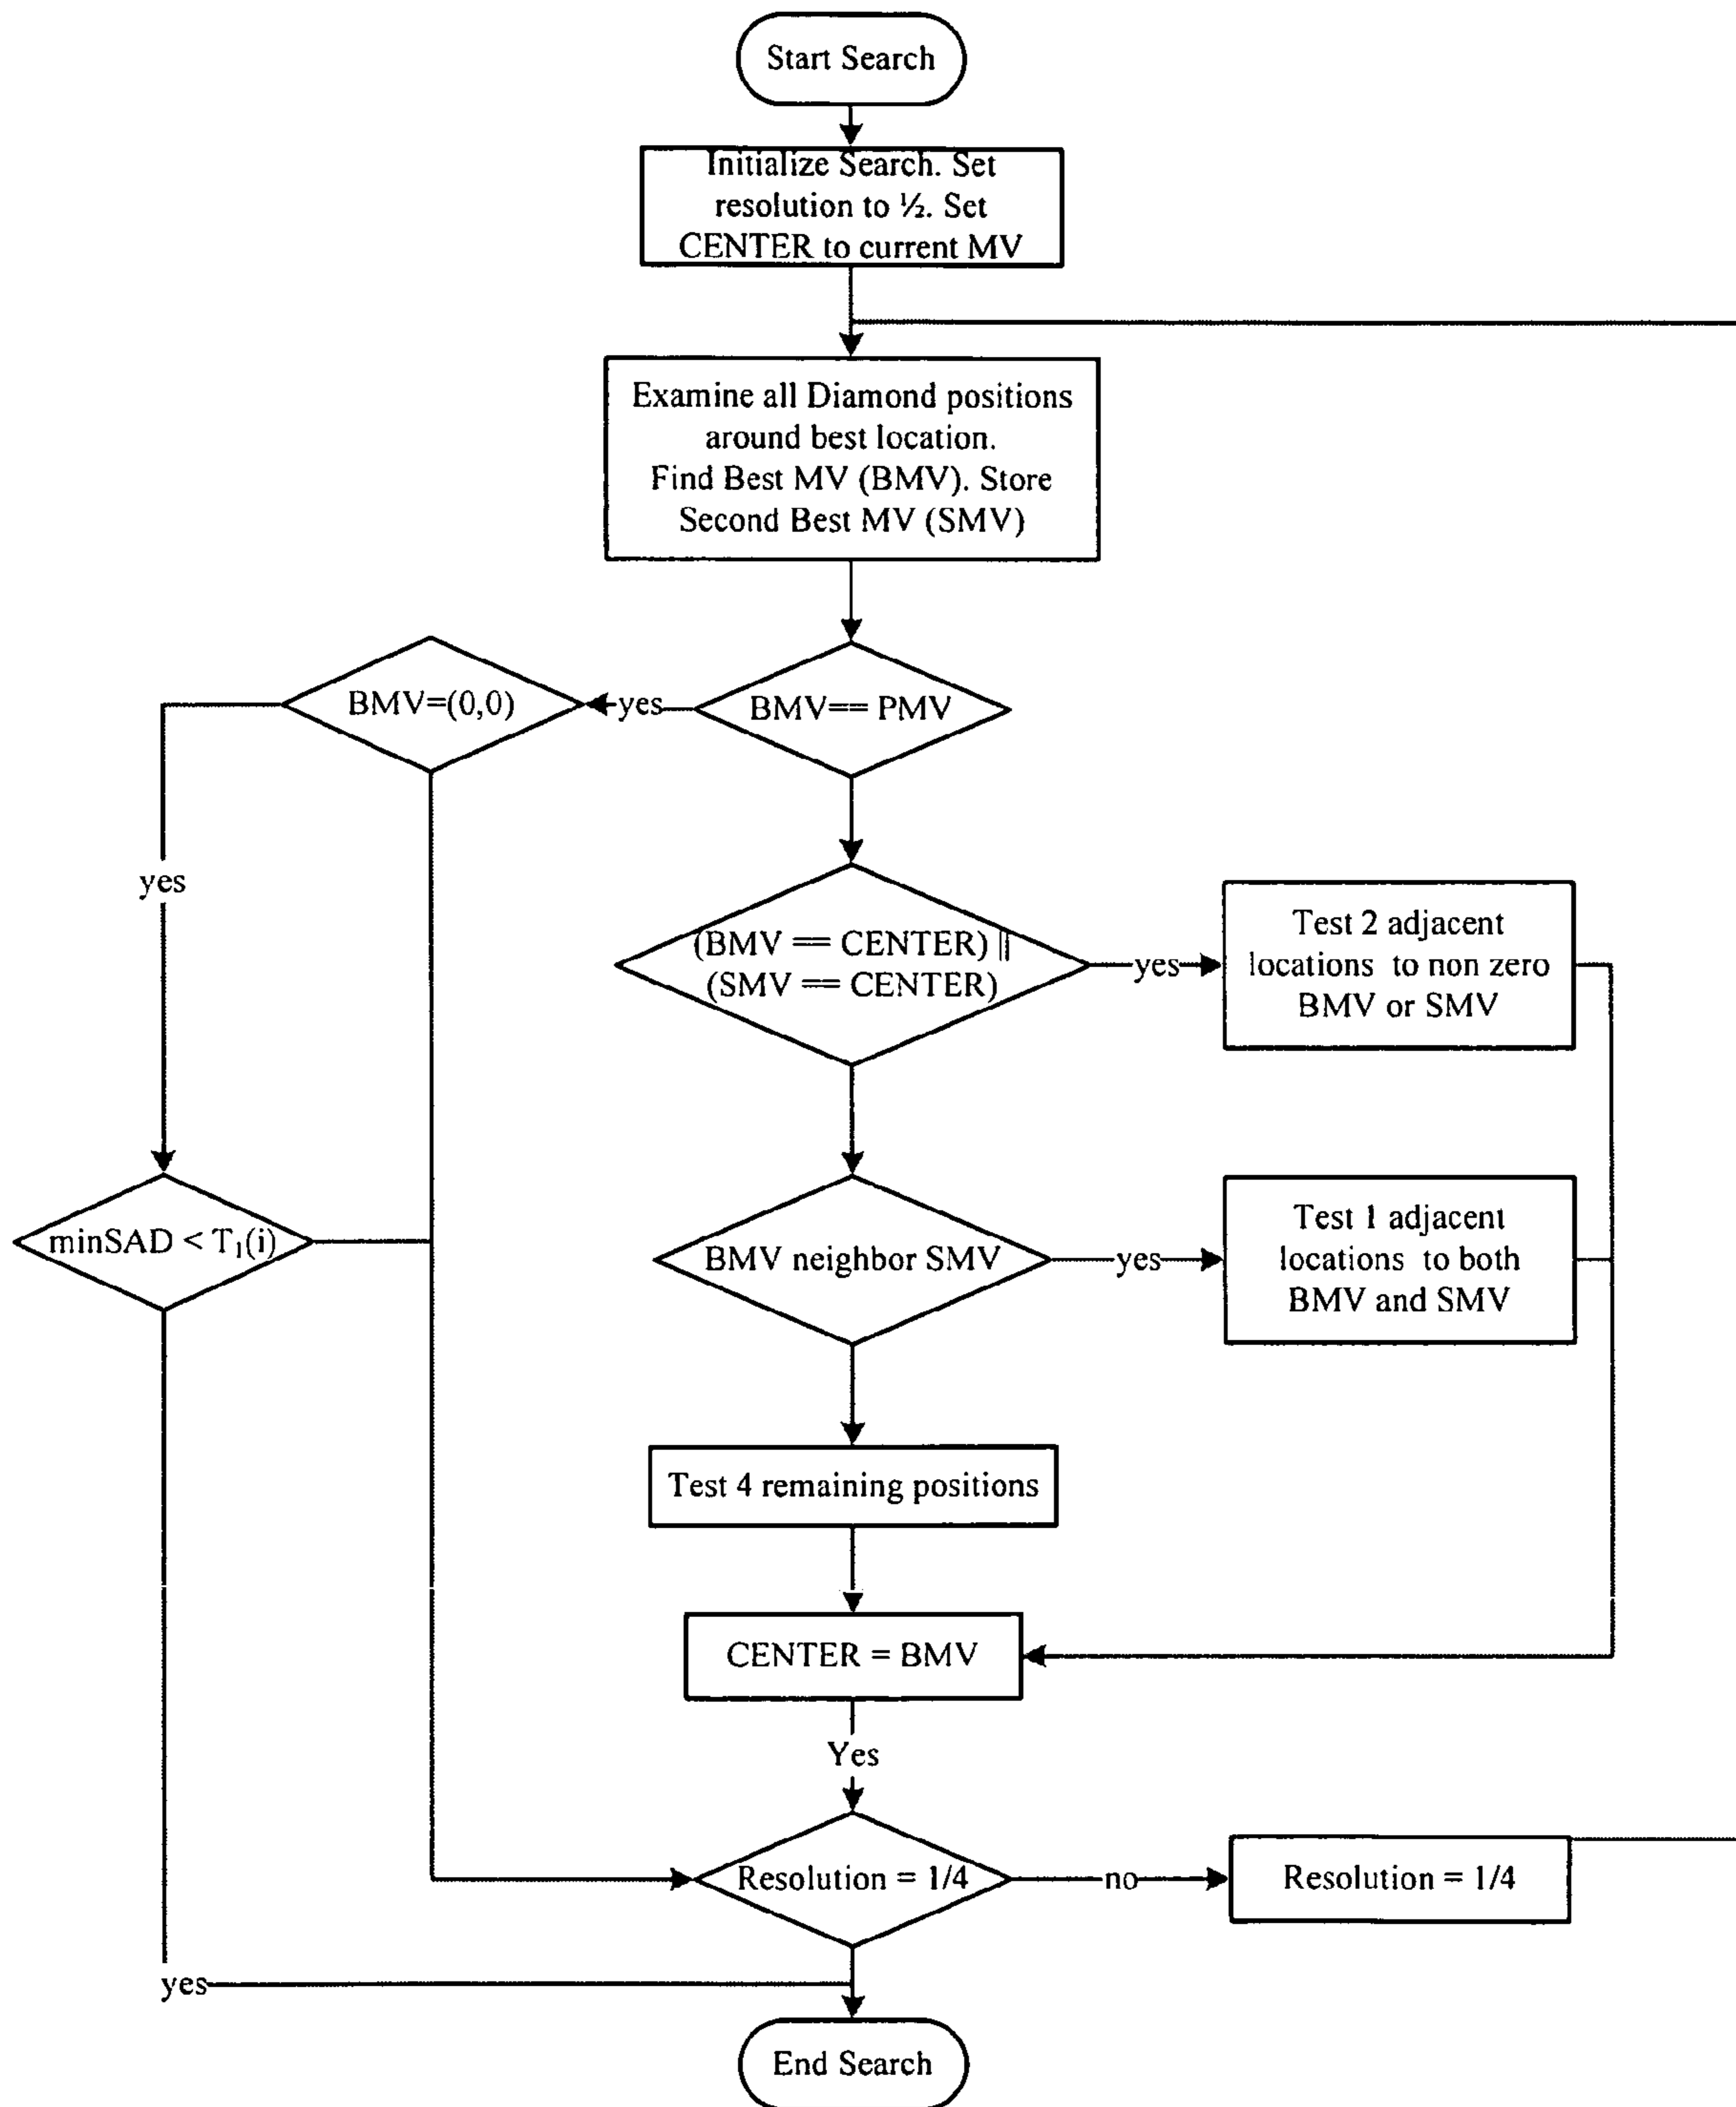 Start Search
Initialize Search. Set
resolution to ½. Set
CENTER to current MV
Examine all Diamond positions
around best location.
Find Best MV (BMV). Store
Second Best MV (SMV)
BMV=(0,0)
yes
BMV== PMV
yes
(BMV == CENTER) ||
(SMV == CENTER)
yes
Test 2 adjacent
locations to non zero
BMV or SMV
minSAD < T₁(i)
BMV neighbor SMV
yes
Test 1 adjacent
locations to both
BMV and SMV
Test 4 remaining positions
CENTER = BMV
Yes
Resolution = 1/4
no
Resolution = 1/4
yes
End Search